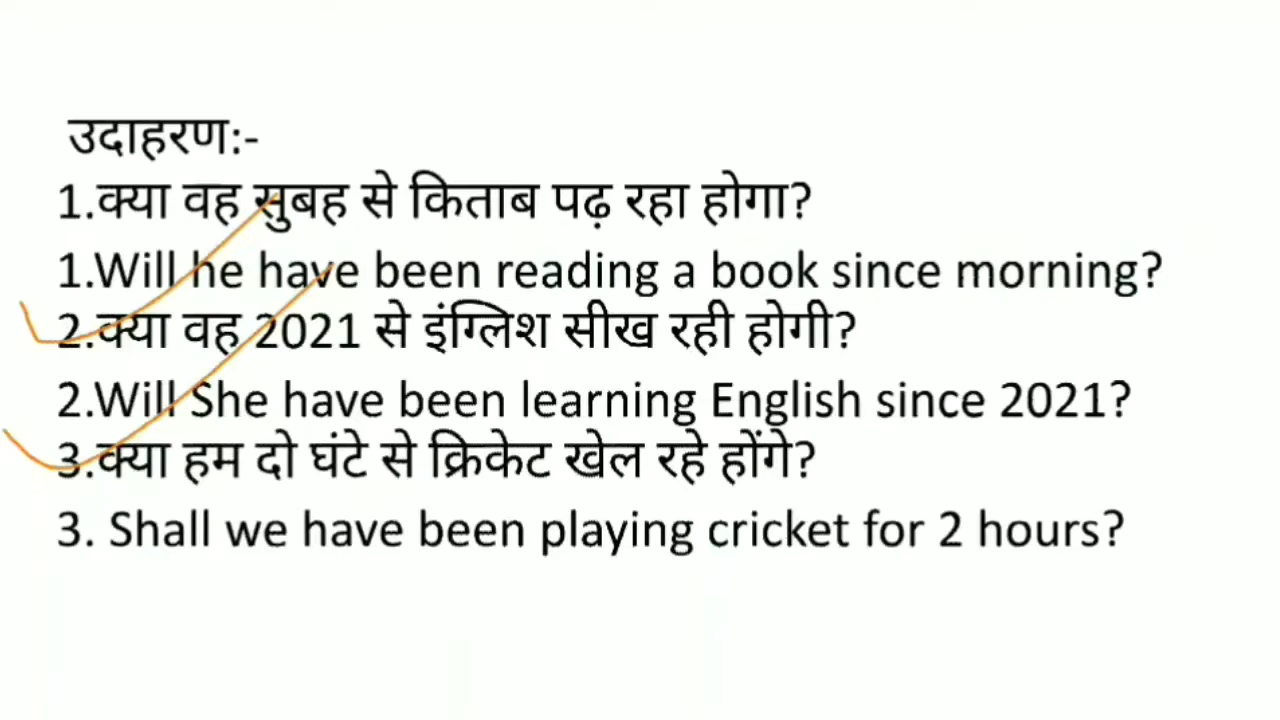 उदाहरण:-
1.क्या वह सुबह से किताब पढ़ रहा होगा?
1.Will he have been reading a book since morning?
2.क्या वह 2021 से इंग्लिश सीख रही होगी?
2.Will She have been learning English since 2021?
3.क्या हम दो घंटे से क्रिकेट खेल रहे होंगे?
3. Shall we have been playing cricket for 2 hours?